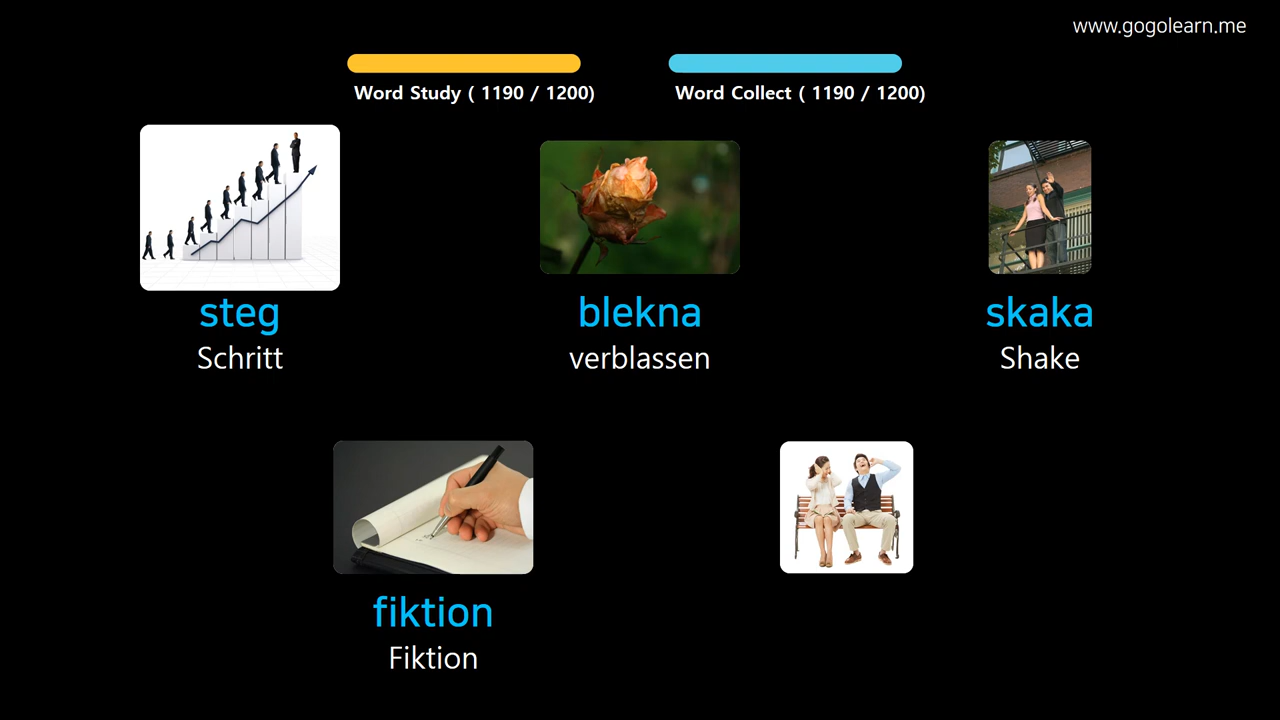 www.gogolearn.me
Word Study ( 1190 / 1200)
Word Collect ( 1190 / 1200)
steg
Schritt
blekna
verblassen
skaka
Shake
fiktion
Fiktion